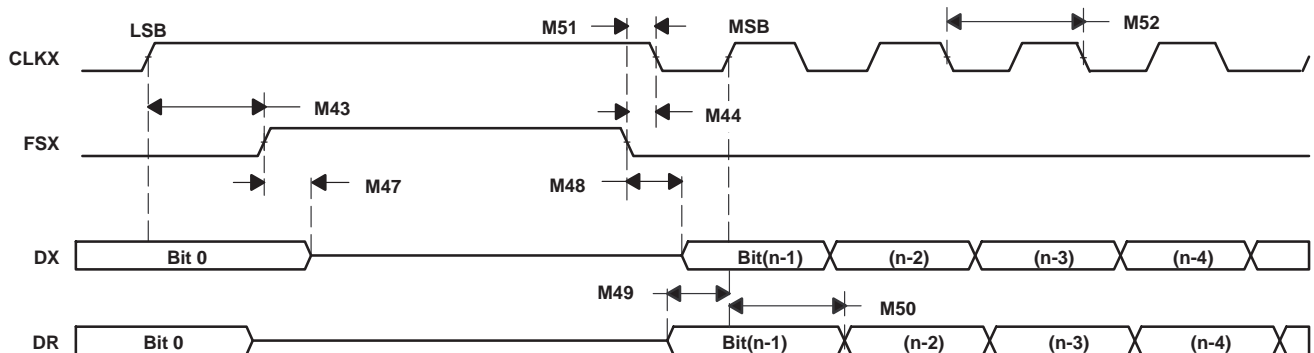 LSB
M51
MSB
M52
CLKX
M43
M44
FSX
M47
M48
DX
Bit 0
Bit(n-1)
(n-2)
(n-3)
(n-4)
M49
M50
DR
Bit 0
Bit(n-1)
(n-2)
(n-3)
(n-4)